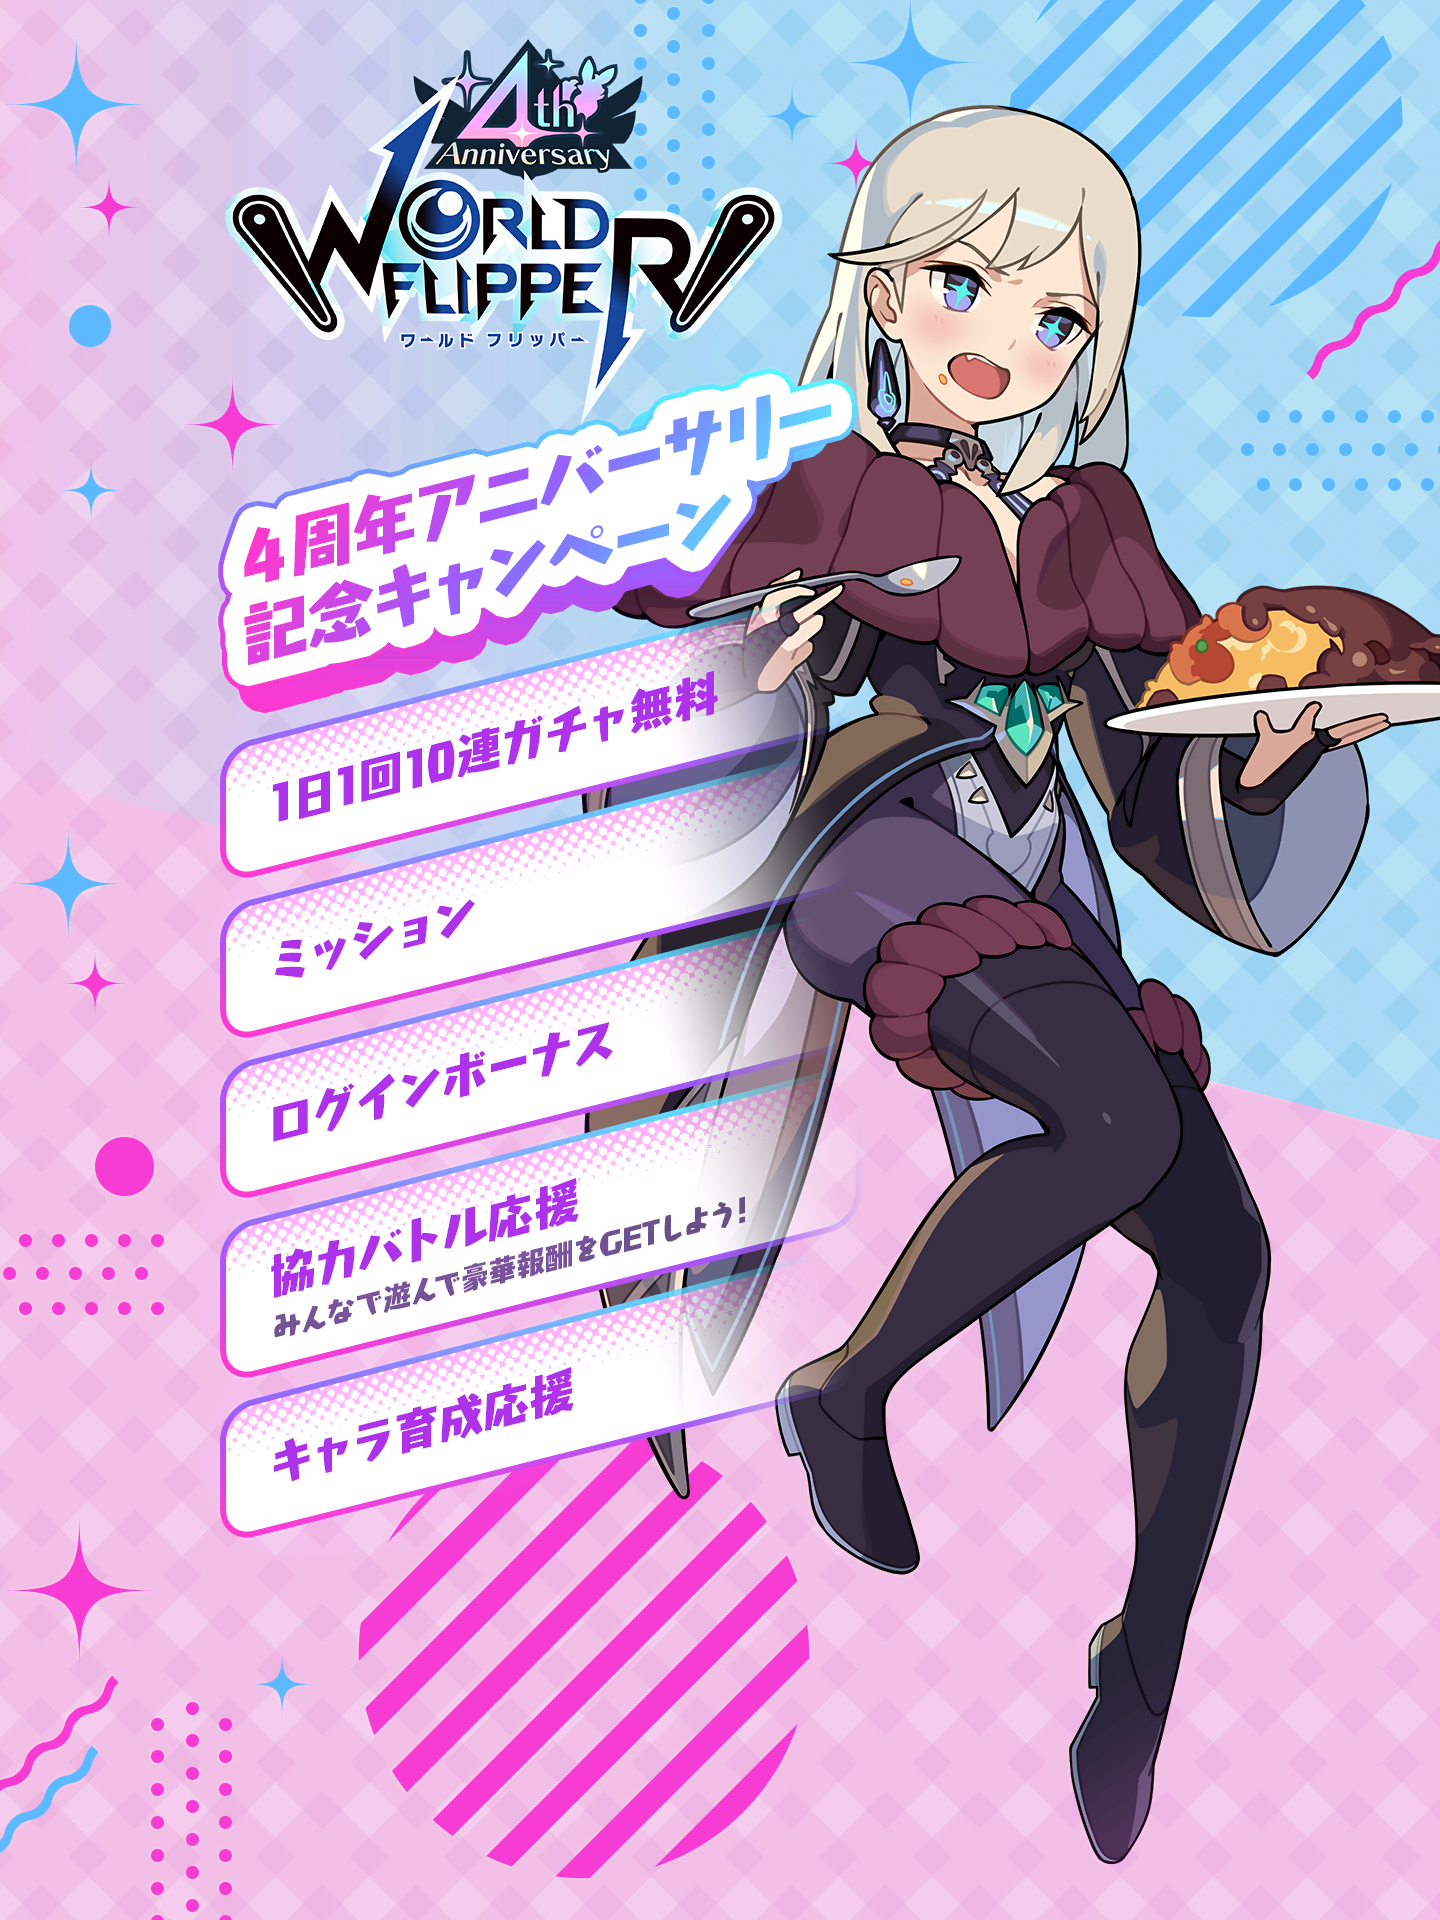 4th
Anniversary
WORLD
FLIPPER
ワールド フリッパー
4周年アニバーサリー
記念キャンペーン
1日1回10連ガチャ無料
ミッション
ログインボーナス
協力バトル応援
みんなで遊んで豪華報酬をGETしよう!
キャラ育成応援